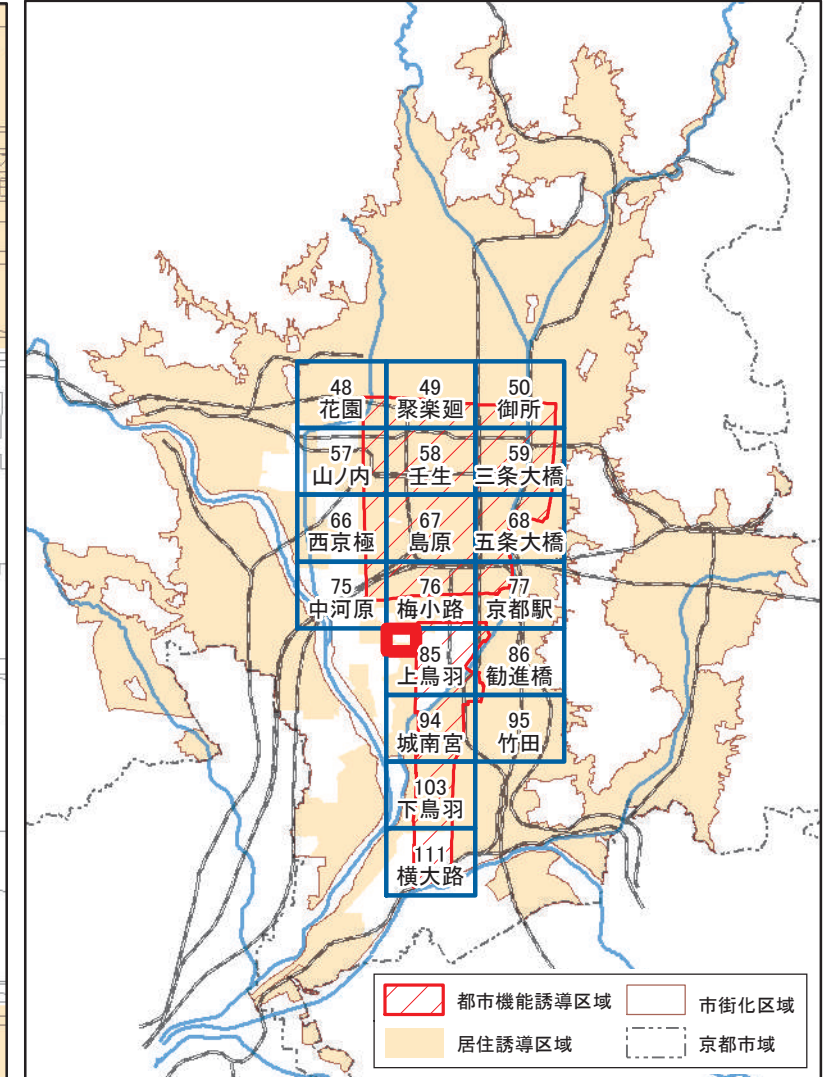 48
花園
49
聚楽廻
50
御所
57
山ノ内
58
壬生
59
三条大橋
66
西京極
67
島原
68
五条大橋
75
中河原
76
梅小路
77
京都駅
85
上鳥羽
86
勧進橋
94
城南宮
95
竹田
103
下鳥羽
111
横大路
都市機能誘導区域
市街化区域
居住誘導区域
京都市域